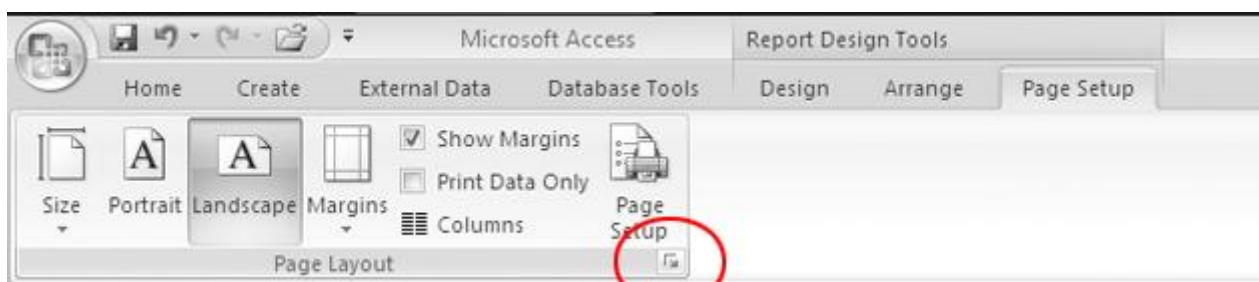 Microsoft Access Report Design Tools
Home Create External Data Database Tools Design Arrange Page Setup
Size
Portrait
Landscape
Margins
Show Margins
Print Data Only
Columns
Page
Setup
Page Layout